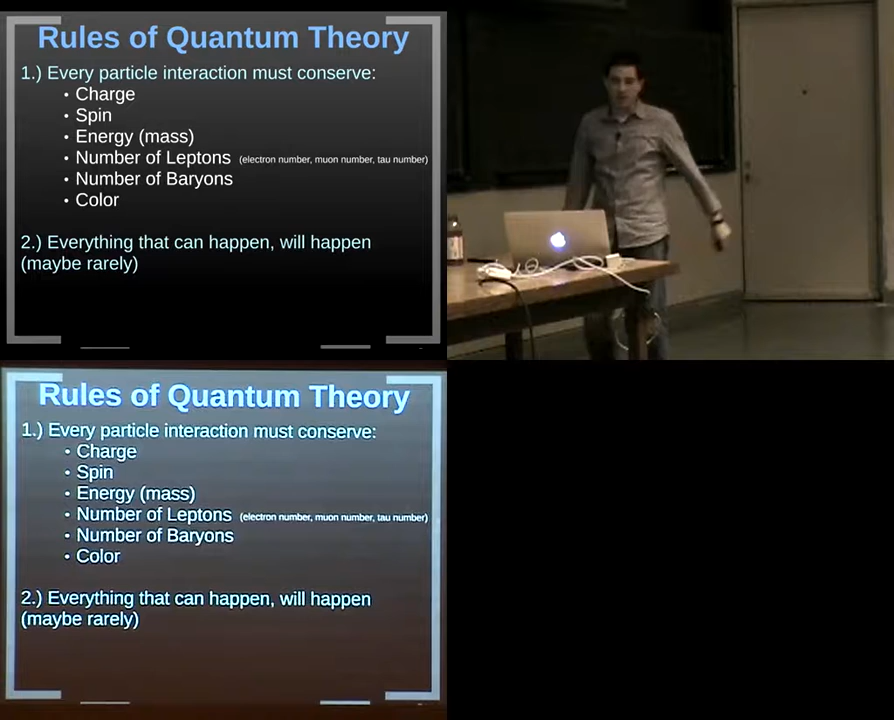 Rules of Quantum Theory
1.) Every particle interaction must conserve:
• Charge
• Spin
• Energy (mass)
• Number of Leptons (electron number, muon number, tau number)
• Number of Baryons
• Color
2.) Everything that can happen, will happen
(maybe rarely)
Rules of Quantum Theory
1.) Every particle interaction must conserve:
• Charge
• Spin
• Energy (mass)
• Number of Leptons (electron number, muon number, tau number)
• Number of Baryons
• Color
2.) Everything that can happen, will happen
(maybe rarely)